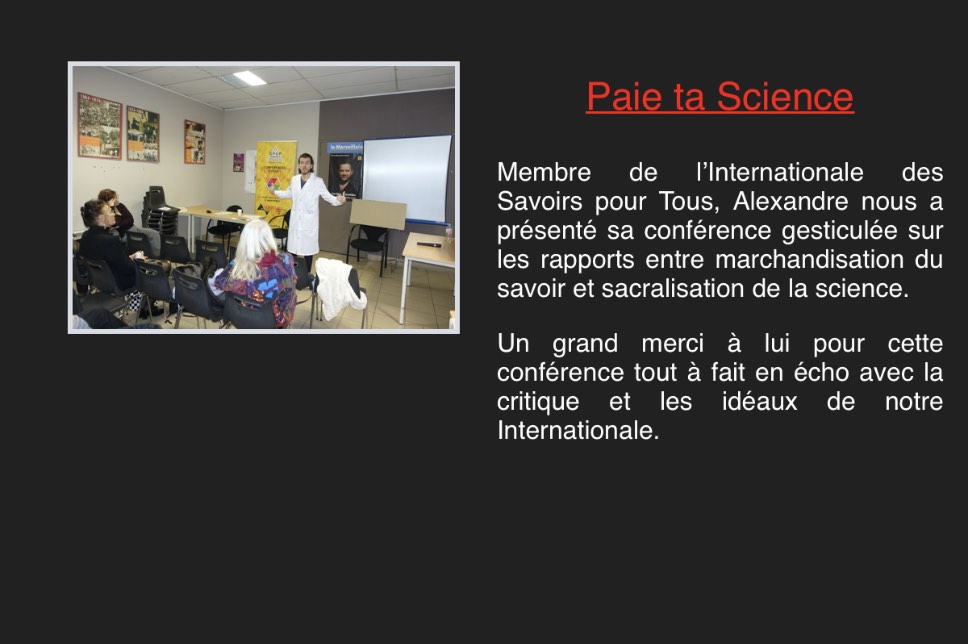 Paie ta Science
Membre de l’Internationale des
Savoirs pour Tous, Alexandre nous a
présenté sa conférence gesticulée sur
les rapports entre marchandisation du
savoir et sacralisation de la science.
Un grand merci à lui pour cette
conférence tout à fait en écho avec la
critique et les idéaux de notre
Internationale.
la Marseillaise